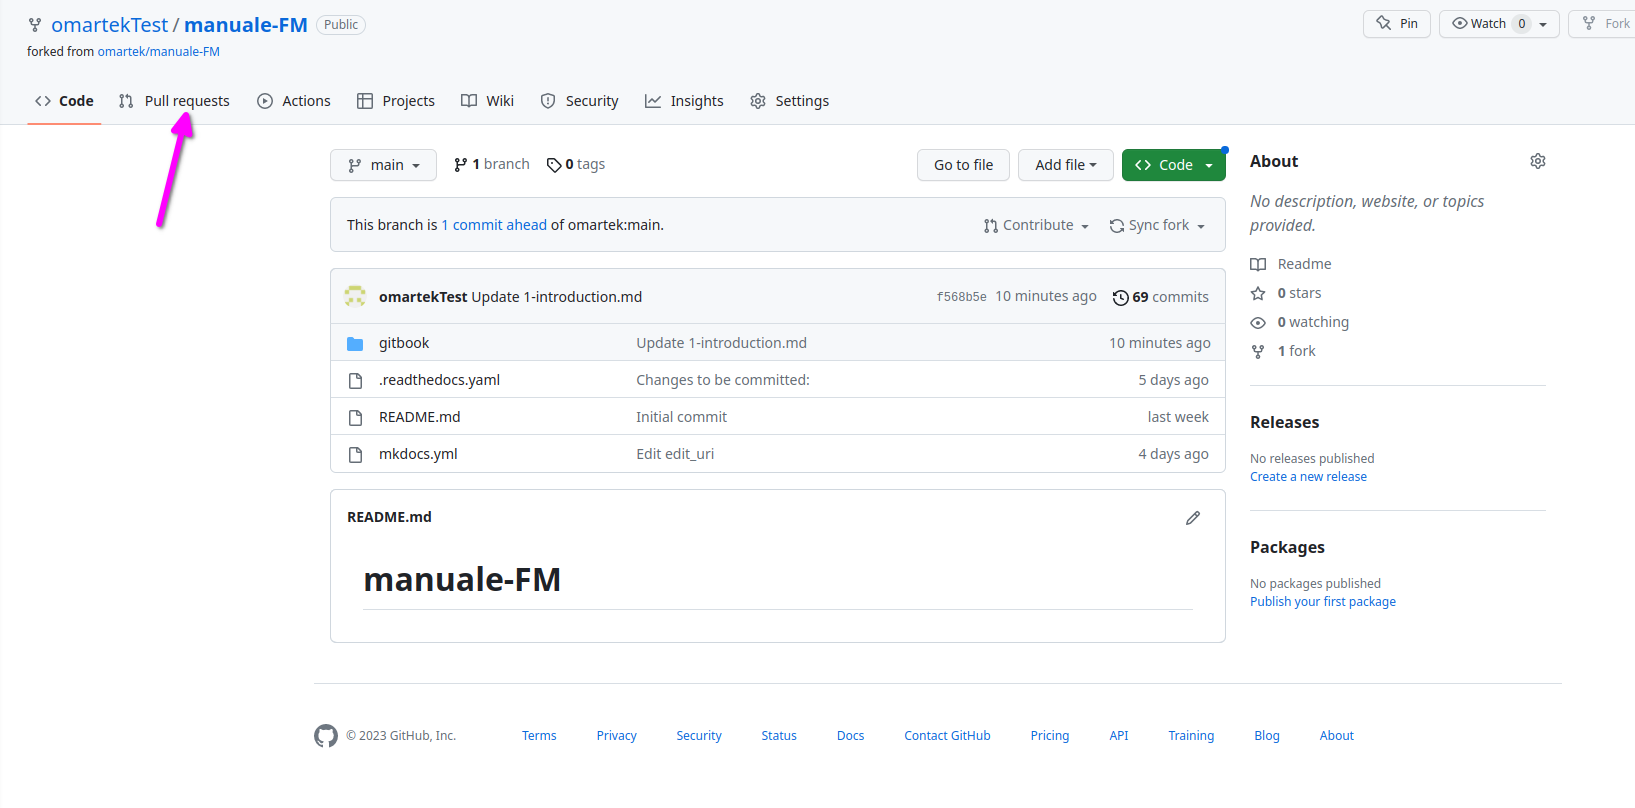 omartekTest / manuale-FM Public
Pin Watch 0 Fork
forked from omartek/manuale-FM
<> Code Pull requests Actions Projects Wiki Security Insights Settings
main 1 branch 0 tags Go to file Add file <> Code
This branch is 1 commit ahead of omartek:main. Contribute Sync fork
omartekTest Update 1-introduction.md f568b5e 10 minutes ago 69 commits
gitbook Update 1-introduction.md 10 minutes ago
.readthedocs.yaml Changes to be committed: 5 days ago
README.md Initial commit last week
mkdocs.yml Edit edit_uri 4 days ago
README.md
manuale-FM
About
No description, website, or topics
provided.
Readme
0 stars
0 watching
1 fork
Releases
No releases published
Create a new release
Packages
No packages published
Publish your first package
© 2023 GitHub, Inc. Terms Privacy Security Status Docs Contact GitHub Pricing API Training Blog About